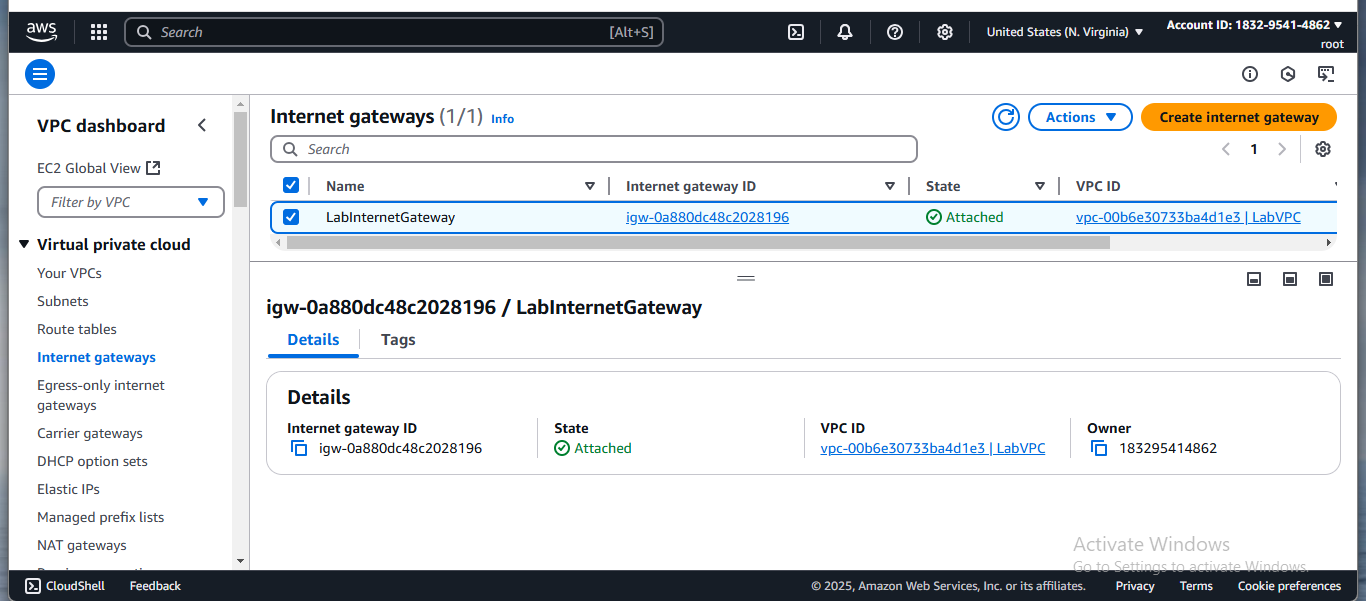 aws
Search [Alt+S]
United States (N. Virginia) ▼
Account ID: 1832-9541-4862 ▼
root
VPC dashboard
EC2 Global View
Filter by VPC ▼
▼ Virtual private cloud
Your VPCs
Subnets
Route tables
Internet gateways
Egress-only internet
gateways
Carrier gateways
DHCP option sets
Elastic IPs
Managed prefix lists
NAT gateways
Internet gateways (1/1) Info
Actions ▼
Create internet gateway
Search
1
Name Internet gateway ID State VPC ID
LabInternetGateway igw-0a880dc48c2028196 Attached vpc-00b6e30733ba4d1e3 | LabVPC
igw-0a880dc48c2028196 / LabInternetGateway
Details Tags
Details
Internet gateway ID State VPC ID Owner
igw-0a880dc48c2028196 Attached vpc-00b6e30733ba4d1e3 | LabVPC 183295414862
Activate Windows
Go to Settings to activate Windows.
CloudShell Feedback © 2025, Amazon Web Services, Inc. or its affiliates. Privacy Terms Cookie preferences